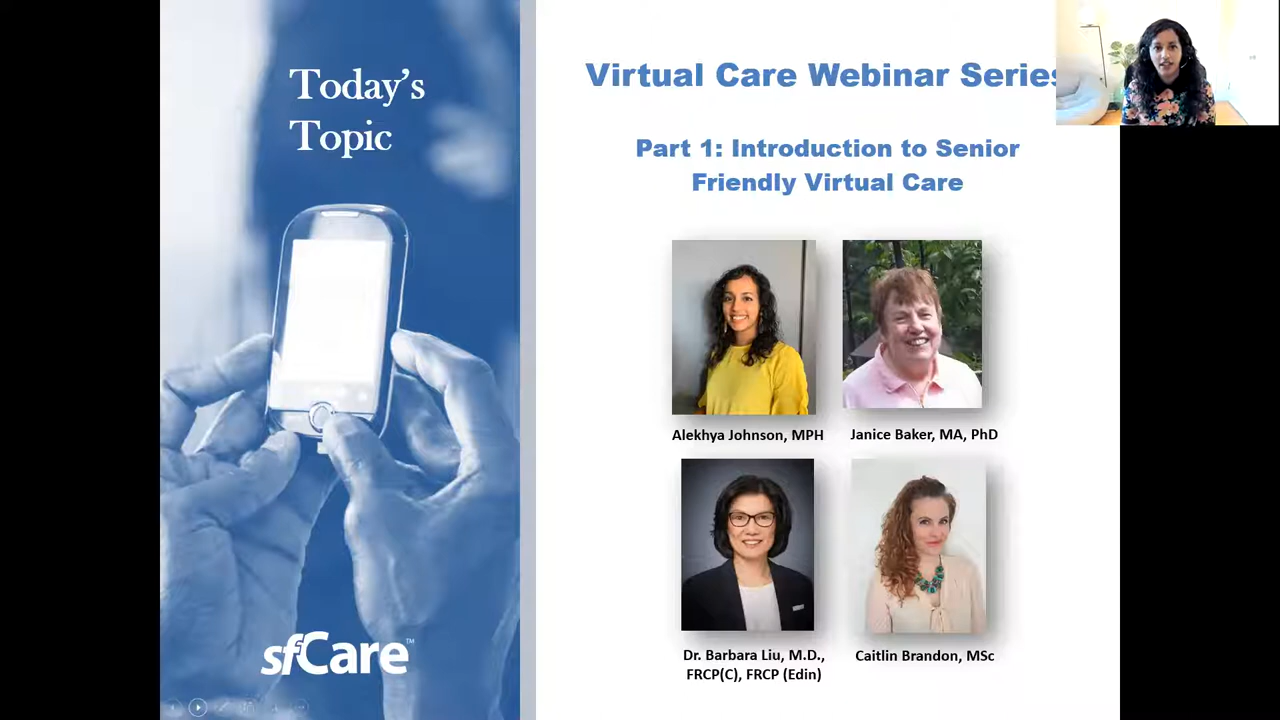 Today's
Topic
sfCare™
Virtual Care Webinar Series
Part 1: Introduction to Senior
Friendly Virtual Care
Alekhya Johnson, MPH
Janice Baker, MA, PhD
Dr. Barbara Liu, M.D.,
FRCP(C), FRCP (Edin)
Caitlin Brandon, MSc